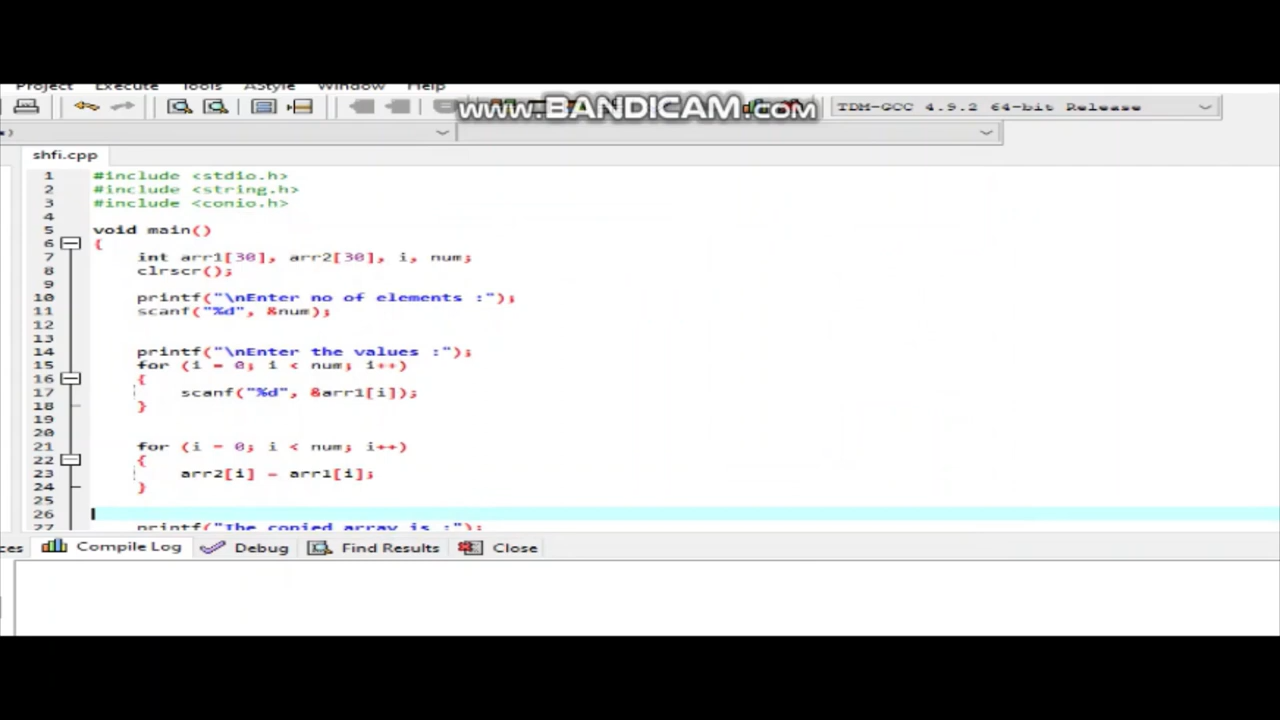 Project Execute Tools AStyle Window Help
www.BANDICAM.com
TDM-GCC 4.9.2 64-bit Release
shfi.cpp
1 #include <stdio.h>
2 #include <string.h>
3 #include <conio.h>
4
5 void main()
6 {
7 int arr1[30], arr2[30], i, num;
8 clrscr();
9
10 printf("\nEnter no of elements :");
11 scanf("%d", &num);
12
13
14 printf("\nEnter the values :");
15 for (i = 0; i < num; i++)
16 {
17 scanf("%d", &arr1[i]);
18 }
19
20
21 for (i = 0; i < num; i++)
22 {
23 arr2[i] = arr1[i];
24 }
25
26
27 printf("The copied array is :");
ces Compile Log Debug Find Results Close